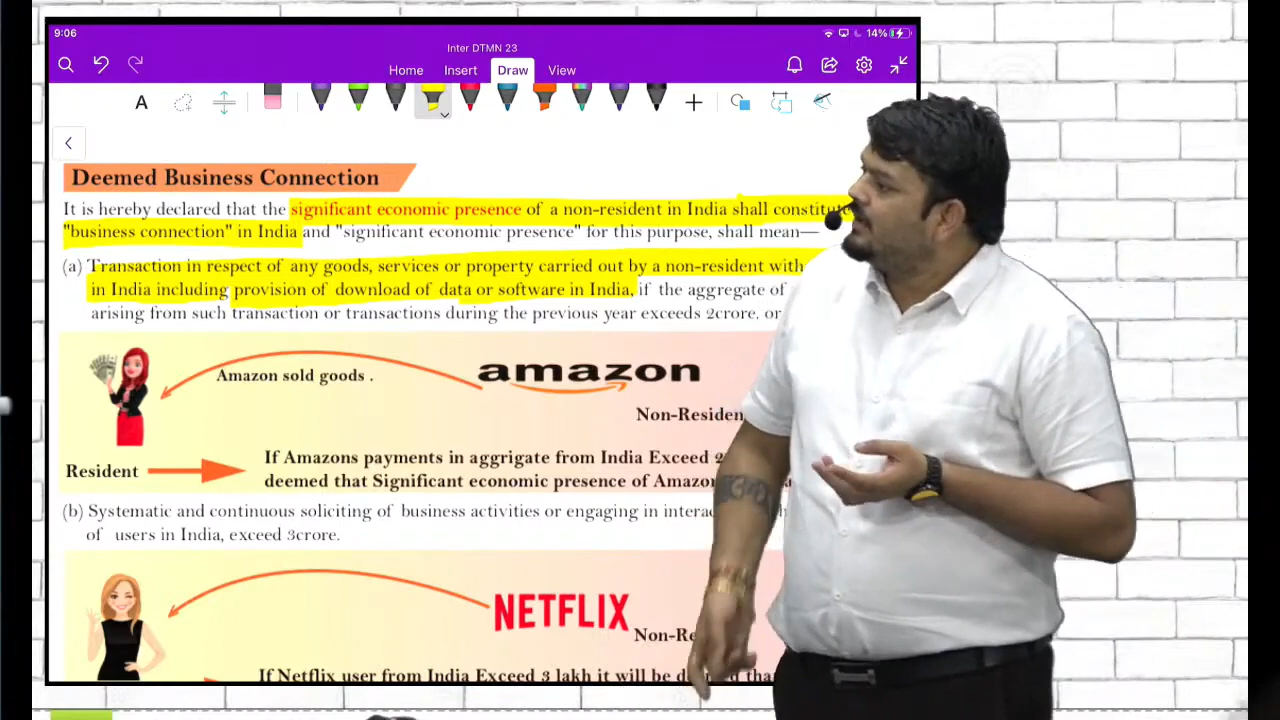 9:06
14%
Inter DTMN 23
Home Insert Draw View
A
Deemed Business Connection
It is hereby declared that the significant economic presence of a non-resident in India shall constitute
"business connection" in India and "significant economic presence" for this purpose, shall mean—
(a) Transaction in respect of any goods, services or property carried out by a non-resident with
in India including provision of download of data or software in India, if the aggregate of
arising from such transaction or transactions during the previous year exceeds 2crore. or
Amazon sold goods .
amazon
Non-Residen
Resident
If Amazons payments in aggrigate from India Exceed 2
deemed that Significant economic presence of Amazon
(b) Systematic and continuous soliciting of business activities or engaging in interac
of users in India, exceed 3crore.
NETFLIX
Non-Re
If Netflix user from India Exceed 3 lakh it will be d